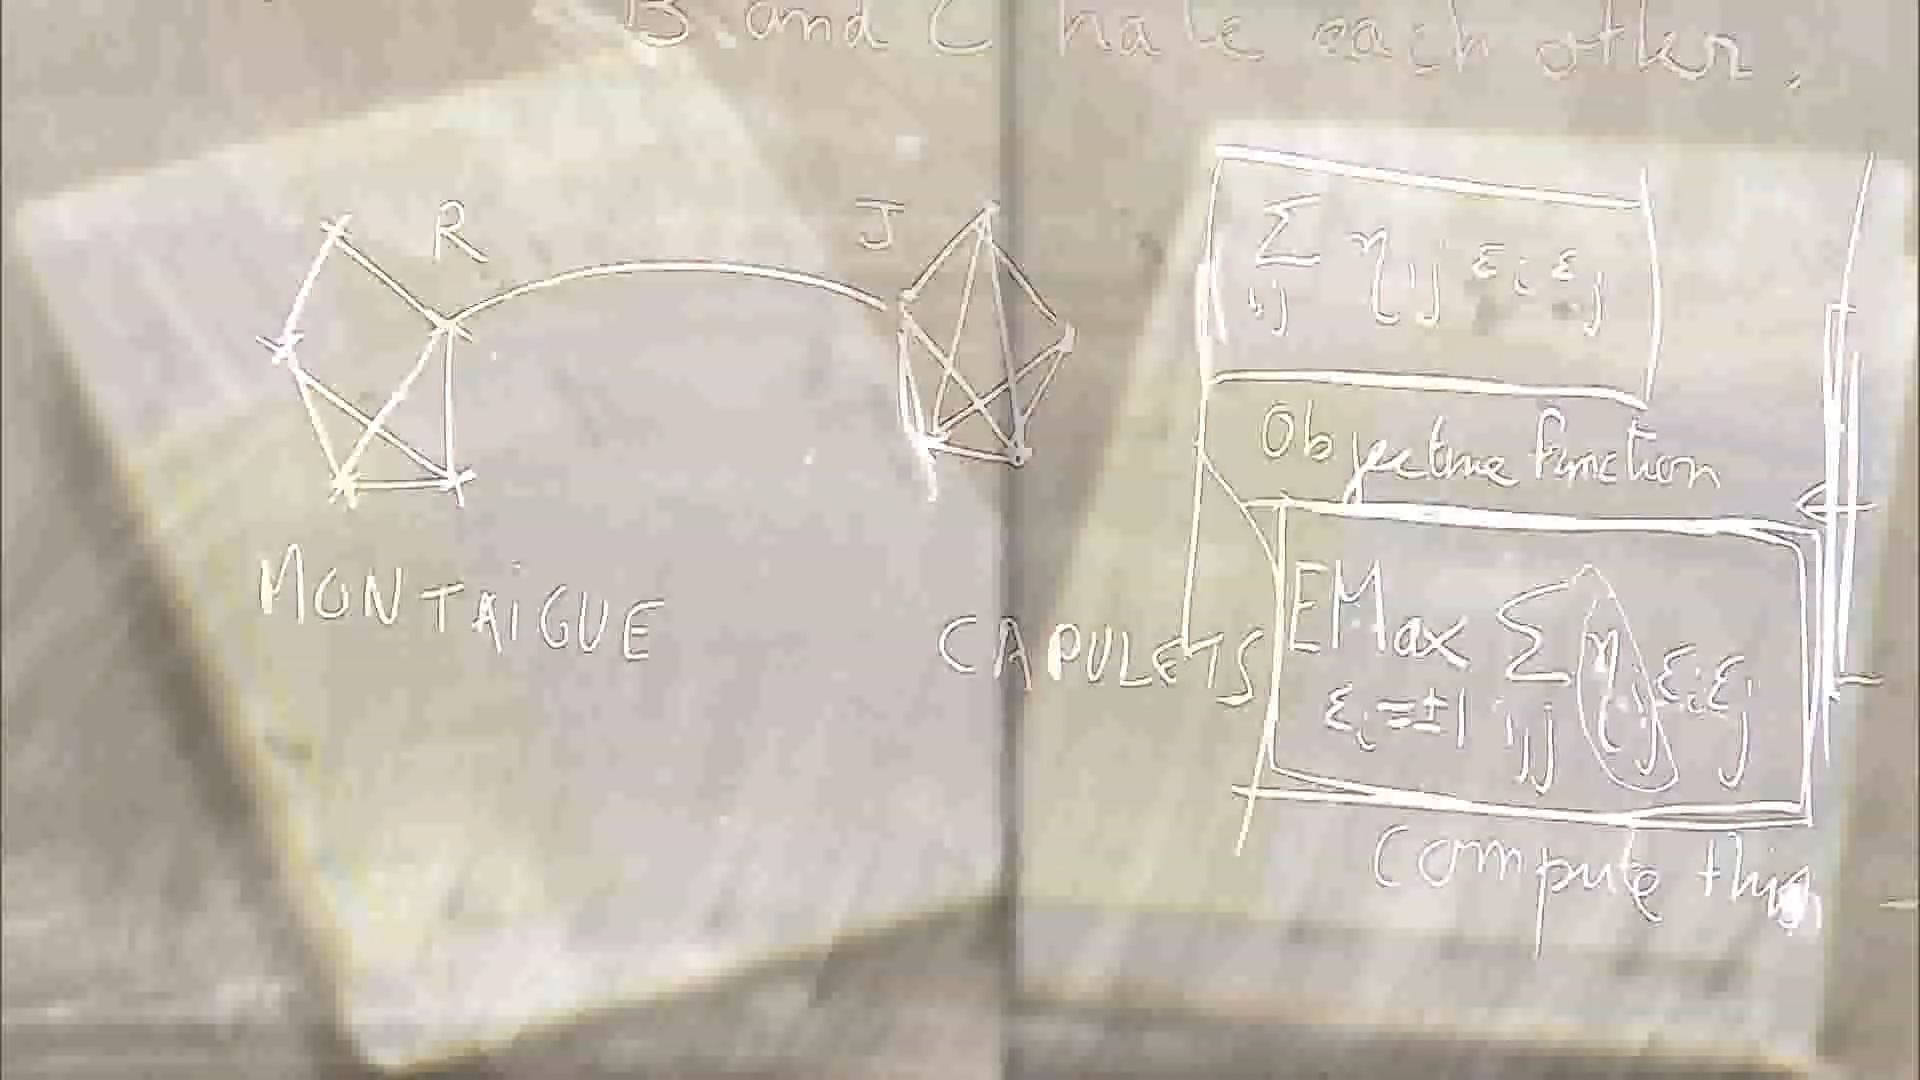 B and C hate each other.
R
J
MONTAIGUE
CAPULETS
∑ ηij εi εj
ij
Objective function
E Max ∑ ηij εi εj
εi=±1 i,j
Compute this